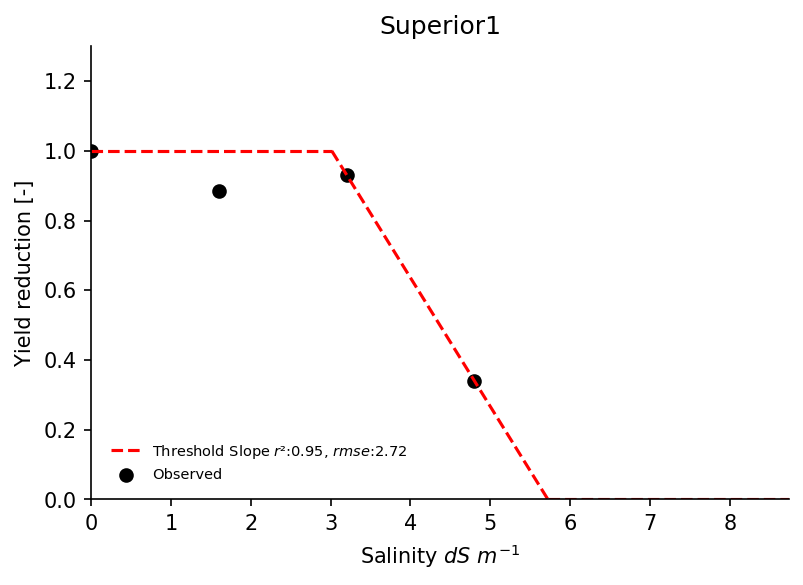 Superior1
Yield reduction [-]
1.2
1.0
0.8
0.6
0.4
0.2
0.0
Threshold Slope r²:0.95, rmse:2.72
Observed
0 1 2 3 4 5 6 7 8
Salinity dS m⁻¹